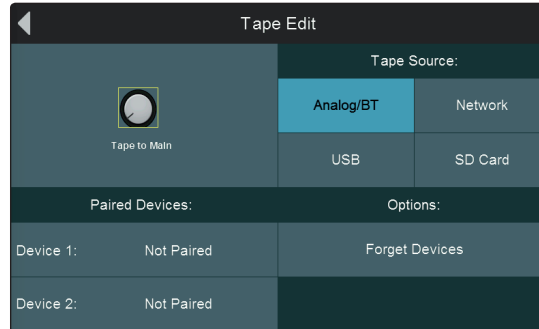 Tape Edit
Tape Source:
Analog/BT
Network
Tape to Main
USB
SD Card
Paired Devices:
Options:
Device 1:
Not Paired
Forget Devices
Device 2:
Not Paired